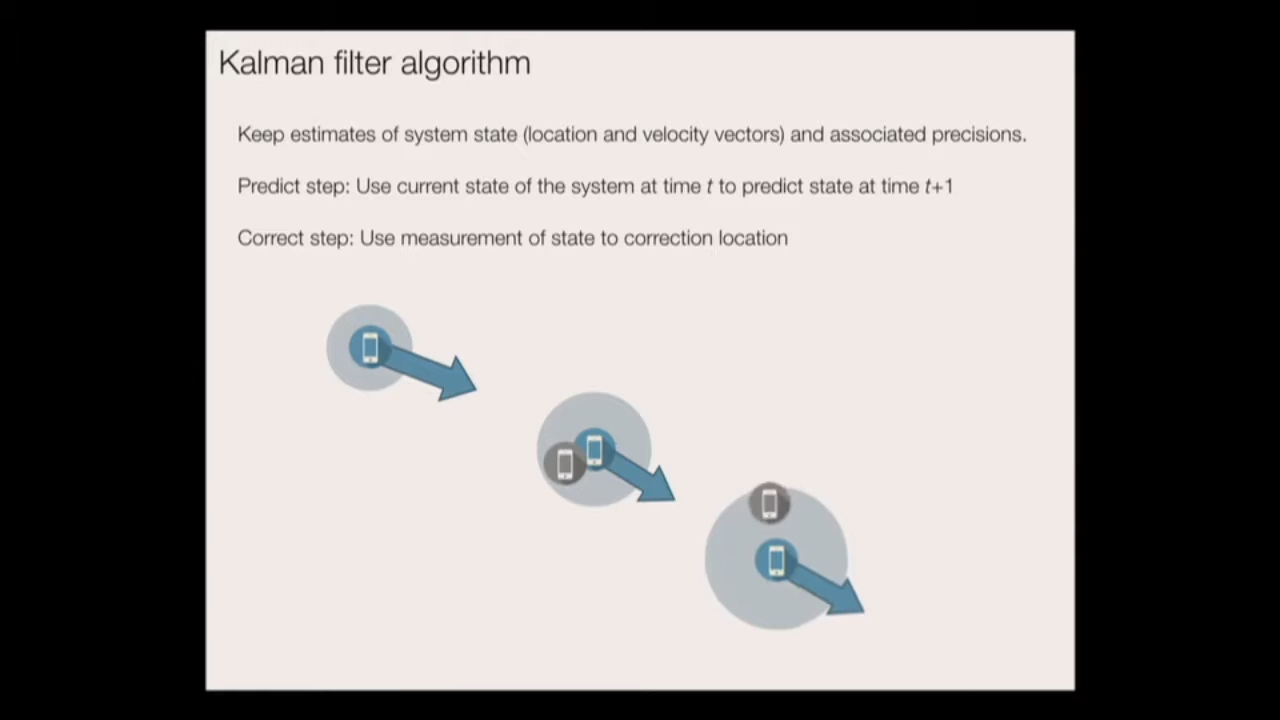 Kalman filter algorithm
Keep estimates of system state (location and velocity vectors) and associated precisions.
Predict step: Use current state of the system at time t to predict state at time t+1
Correct step: Use measurement of state to correction location